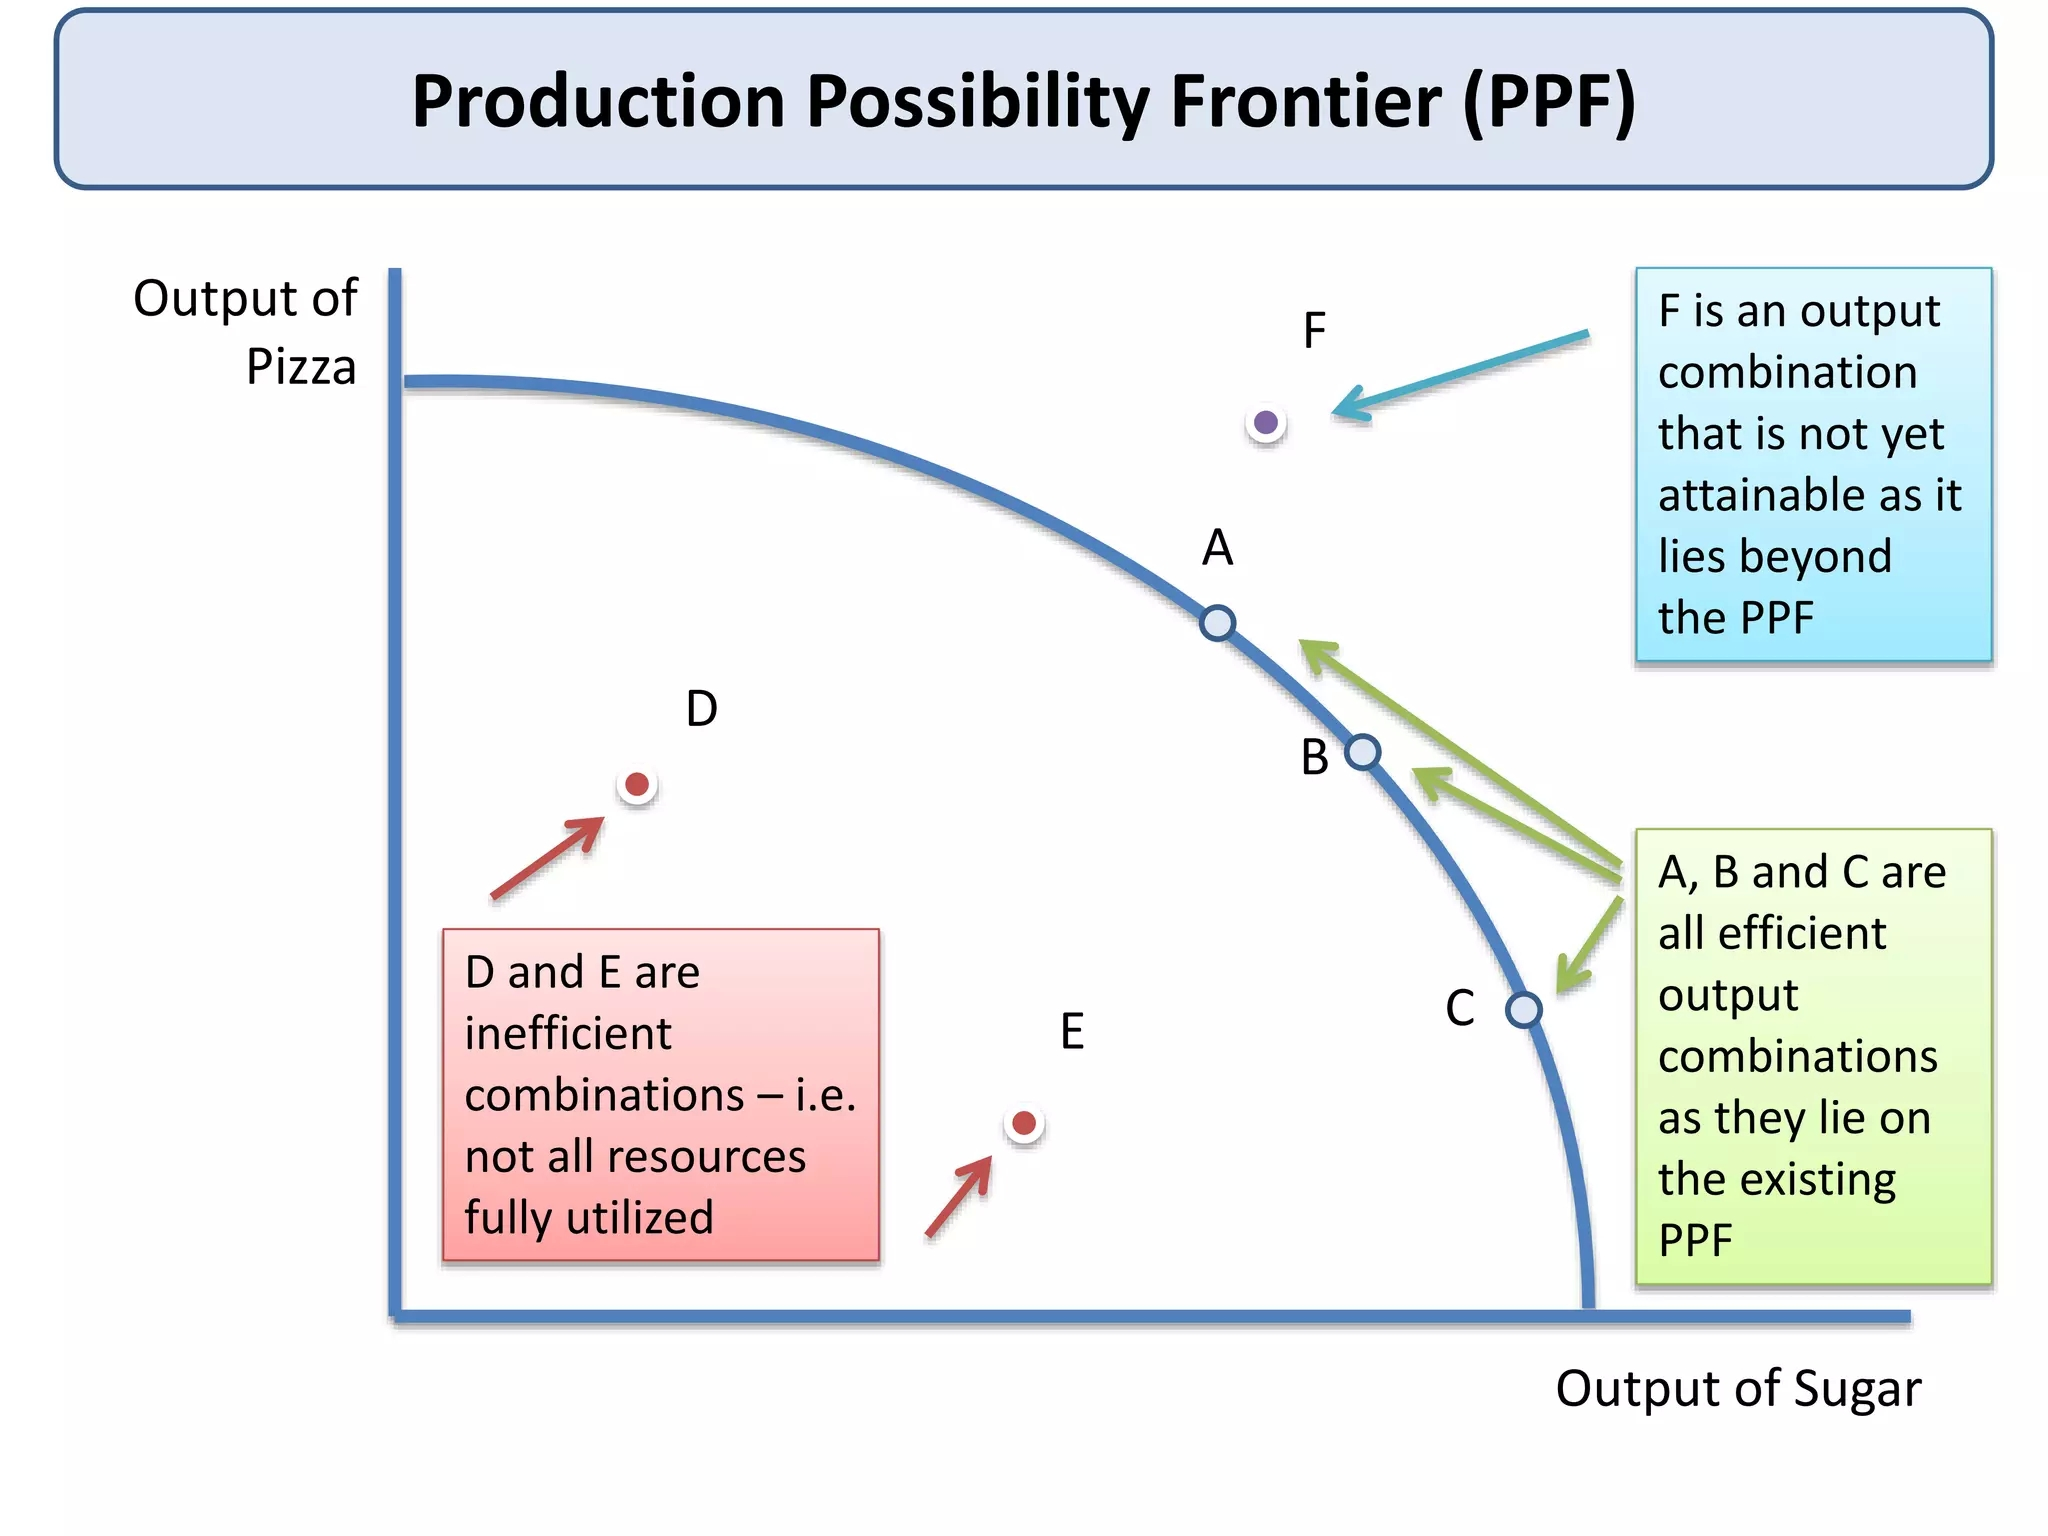 Production Possibility Frontier (PPF)
Output of
Pizza
F
F is an output
combination
that is not yet
attainable as it
lies beyond
the PPF
A
D
B
A, B and C are
all efficient
output
combinations
as they lie on
the existing
PPF
D and E are
inefficient
combinations – i.e.
not all resources
fully utilized
E
C
Output of Sugar